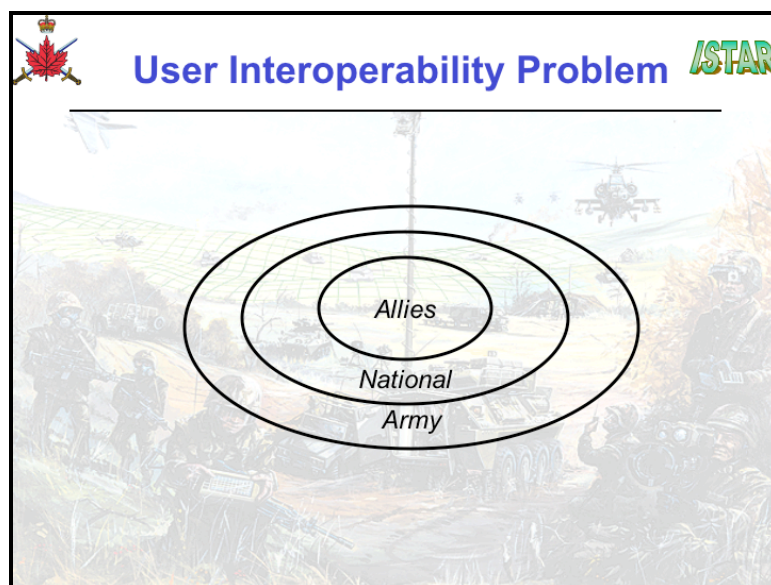 User Interoperability Problem
ISTAR
Allies
National
Army